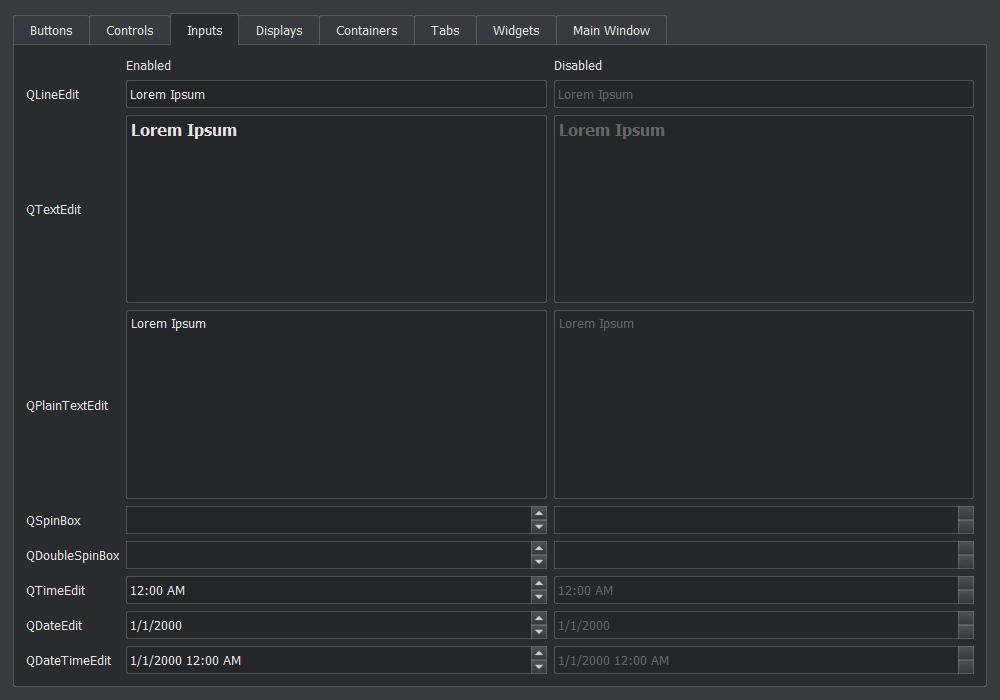 Buttons Controls Inputs Displays Containers Tabs Widgets Main Window
Enabled Disabled
QLineEdit Lorem Ipsum Lorem Ipsum
Lorem Ipsum Lorem Ipsum
QTextEdit
Lorem Ipsum Lorem Ipsum
QPlainTextEdit
QSpinBox
QDoubleSpinBox
QTimeEdit 12:00 AM 12:00 AM
QDateEdit 1/1/2000 1/1/2000
QDateTimeEdit 1/1/2000 12:00 AM 1/1/2000 12:00 AM